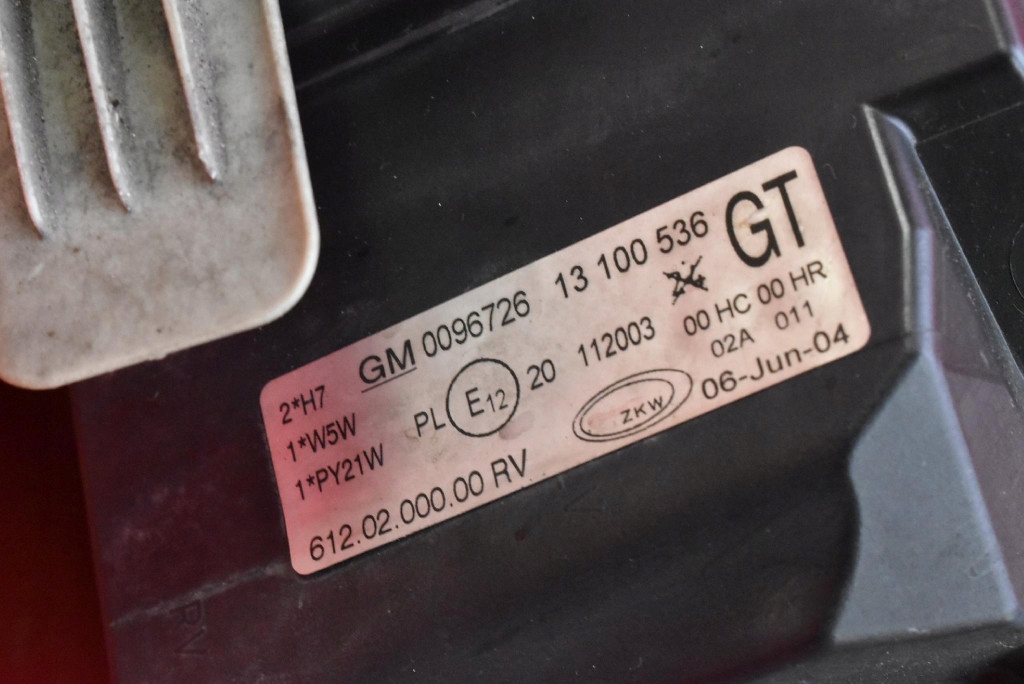 GM 0096726 13 100 536 GT
2*H7
1*W5W
1*PY21W
PL E12 20 112003 00 HC 00 HR
02A 011
ZKW 06-Jun-04
612.02.000.00 RV